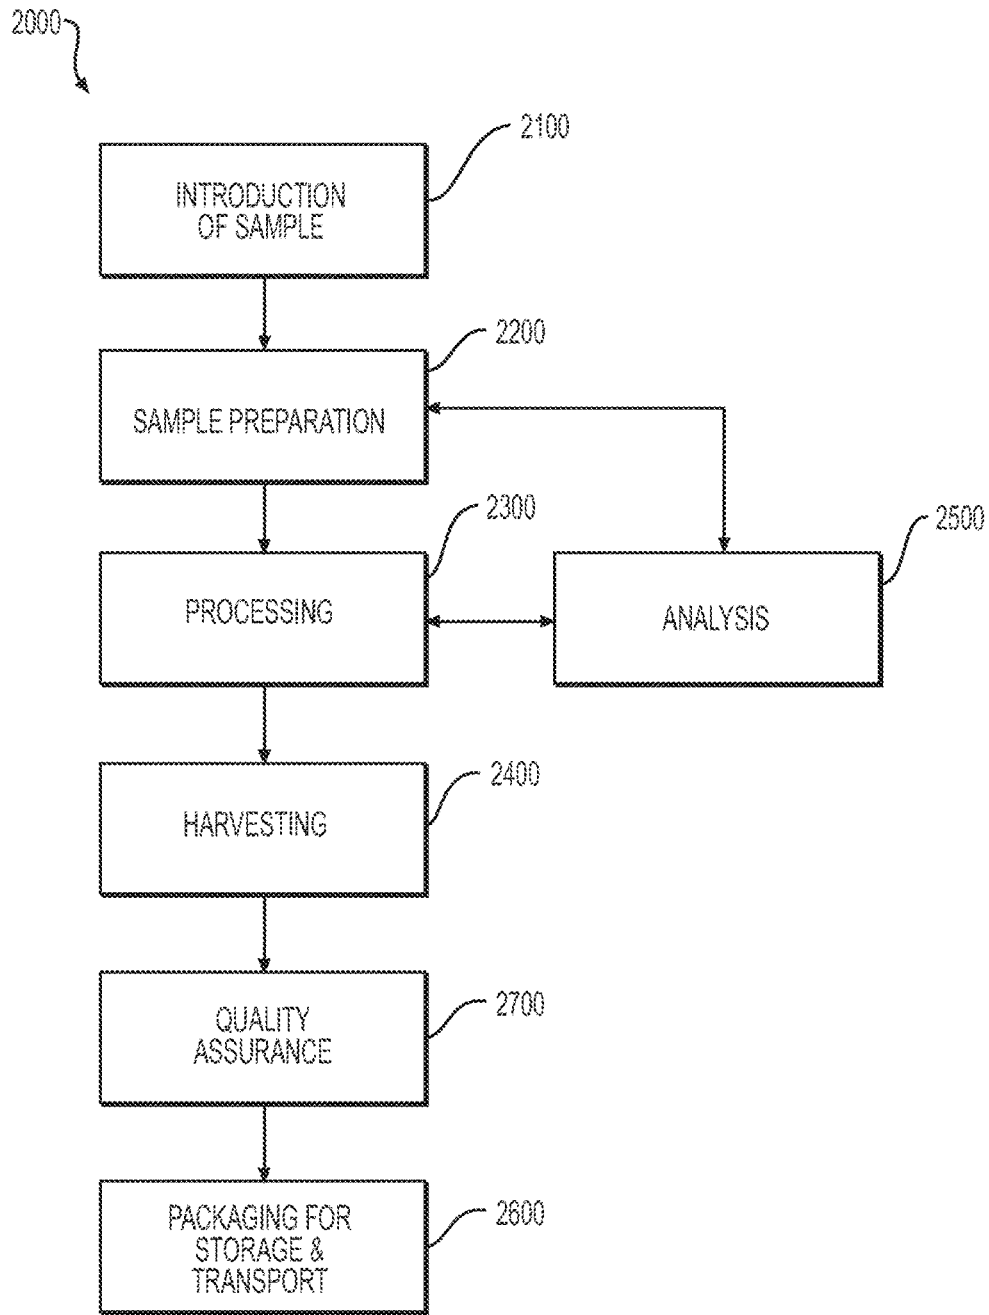 2000
2100
INTRODUCTION
OF SAMPLE
2200
SAMPLE PREPARATION
2300
PROCESSING
2500
ANALYSIS
2400
HARVESTING
2700
QUALITY
ASSURANCE
2600
PACKAGING FOR
STORAGE &
TRANSPORT